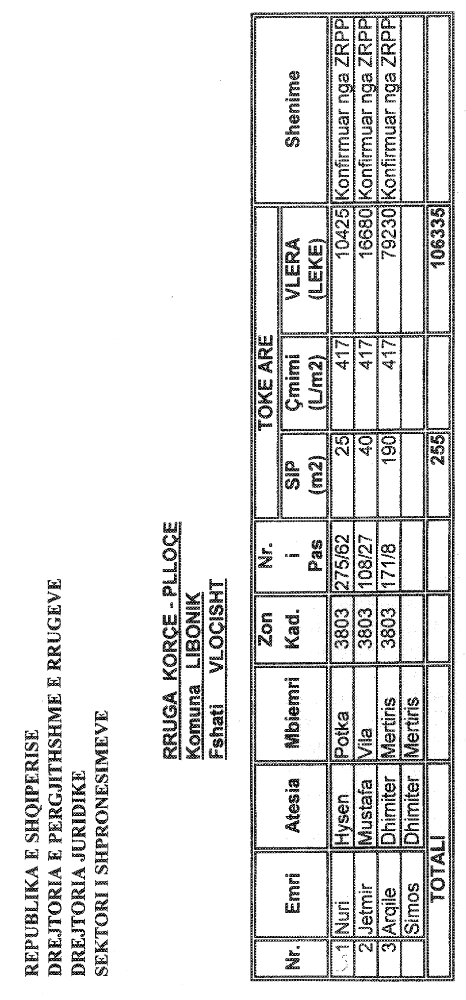 REPUBLIKA E SHQIPERISE
DREJTORIA E PERGJITHSHME E RRUGEVE
DREJTORIA JURIDIKE
SEKTORI I SHPRONESIMEVE
RRUGA KORÇE - PLLOÇE
Komuna LIBONIK
Fshati VLOÇISHT
Nr. Emri Atesia Mbiemri Zon Kad. Nr. i Pas TOKE ARE Shenime
SIP (m2) Çmimi (L/m2) VLERA (LEKE)
1 Nuri Hysen Potka 3803 275/62 25 417 10425 Konfirmuar nga ZRPP
2 Jetmir Mustafa Vila 3803 108/27 40 417 16680 Konfirmuar nga ZRPP
3 Arqile Dhimiter Mertiris 3803 171/8 190 417 79230 Konfirmuar nga ZRPP
Simos Dhimiter Mertiris
TOTALI 255 106335